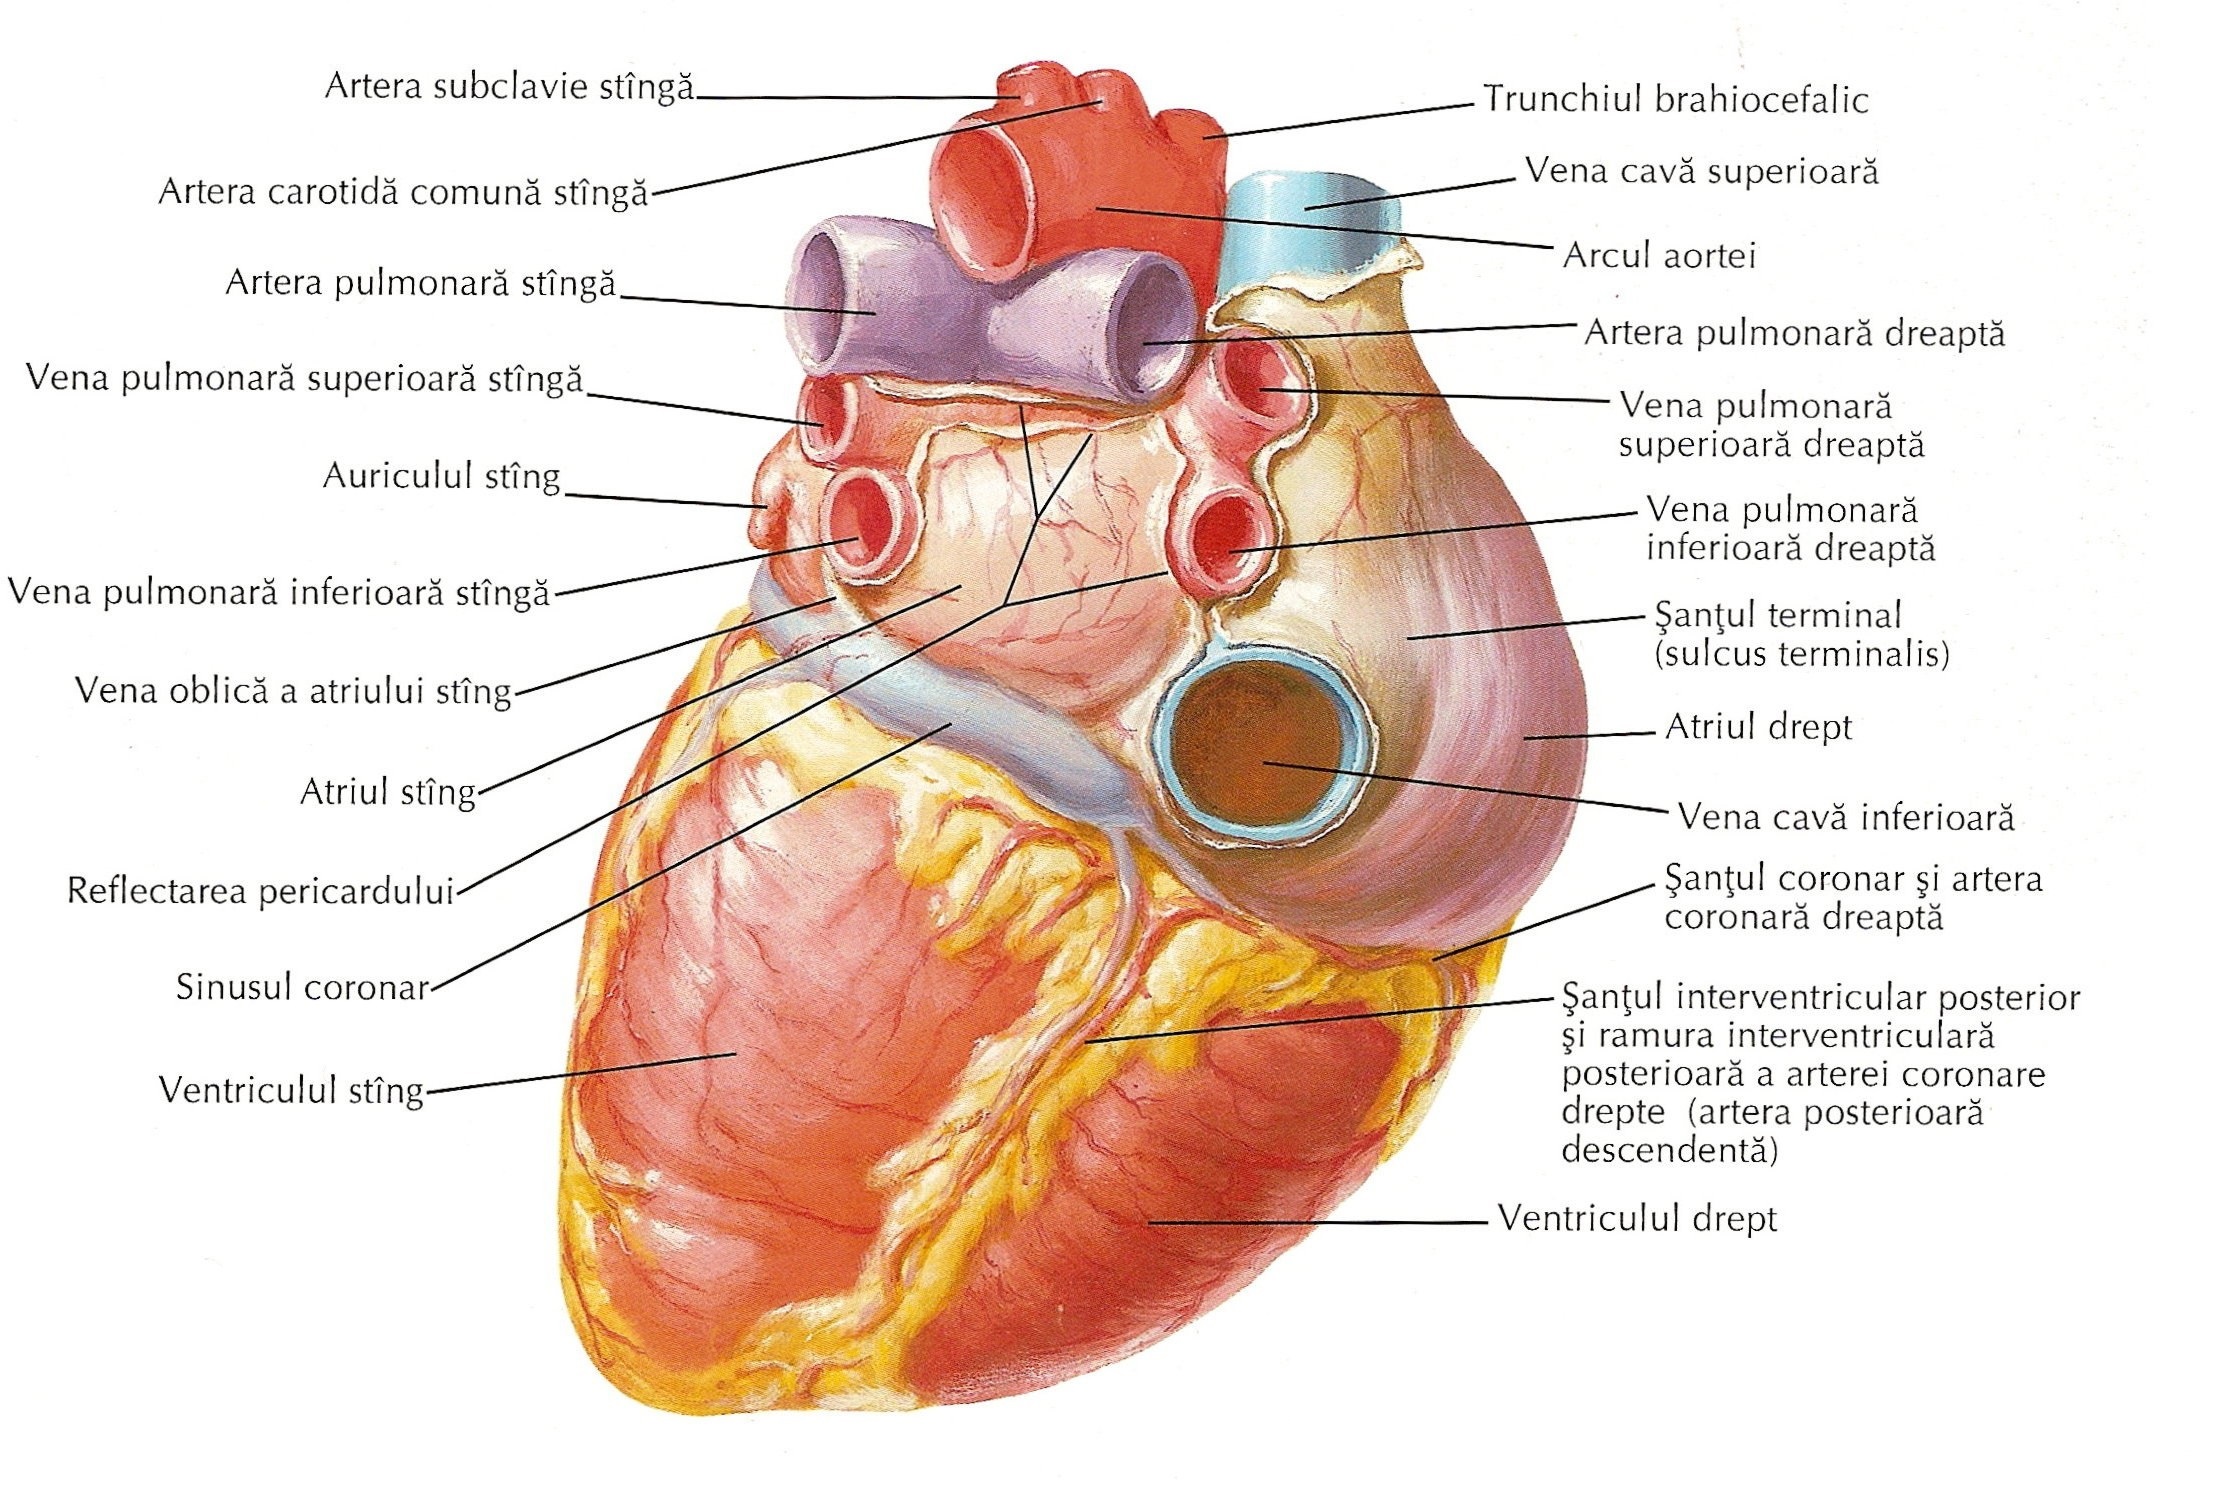 Artera subclavie stîngă
Artera carotidă comună stîngă
Artera pulmonară stîngă
Vena pulmonară superioară stîngă
Auriculul stîng
Vena pulmonară inferioară stîngă
Vena oblică a atriului stîng
Atriul stîng
Reflectarea pericardului
Sinusul coronar
Ventriculul stîng
Trunchiul brahiocefalic
Vena cavă superioară
Arcul aortei
Artera pulmonară dreaptă
Vena pulmonară
superioară dreaptă
Vena pulmonară
inferioară dreaptă
Şanţul terminal
(sulcus terminalis)
Atriul drept
Vena cavă inferioară
Şanţul coronar şi artera
coronară dreaptă
Şanţul interventricular posterior
şi ramura interventriculară
posterioară a arterei coronare
drepte (artera posterioară
descendentă)
Ventriculul drept